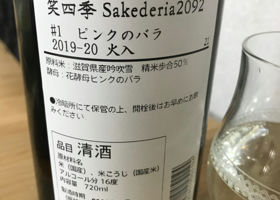 笑四季 Sakederia2092
#1 ピンクのバラ
2019-20 火入
原料米:滋賀県産吟吹雪 精米歩合50%
酵母:花酵母ピンクのバラ
●冷暗所にて保管の上、開栓後はお早めにお飲
みください
品目 清酒
原材料名
米(国産)、米こうじ(国産米)
アルコール分 16度
内容量 720ml